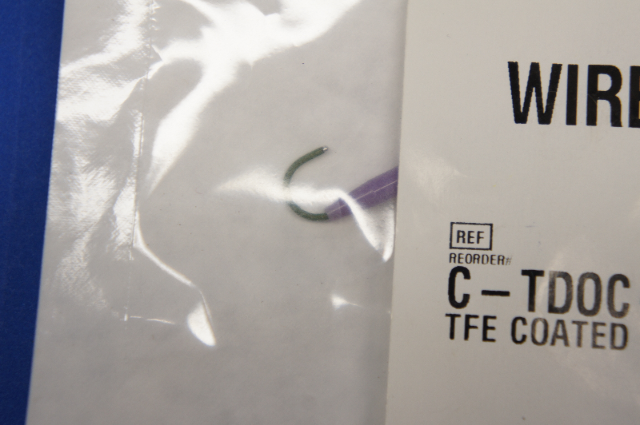 WIRE
REF
REORDER#
C-TDOC
TFE COATED